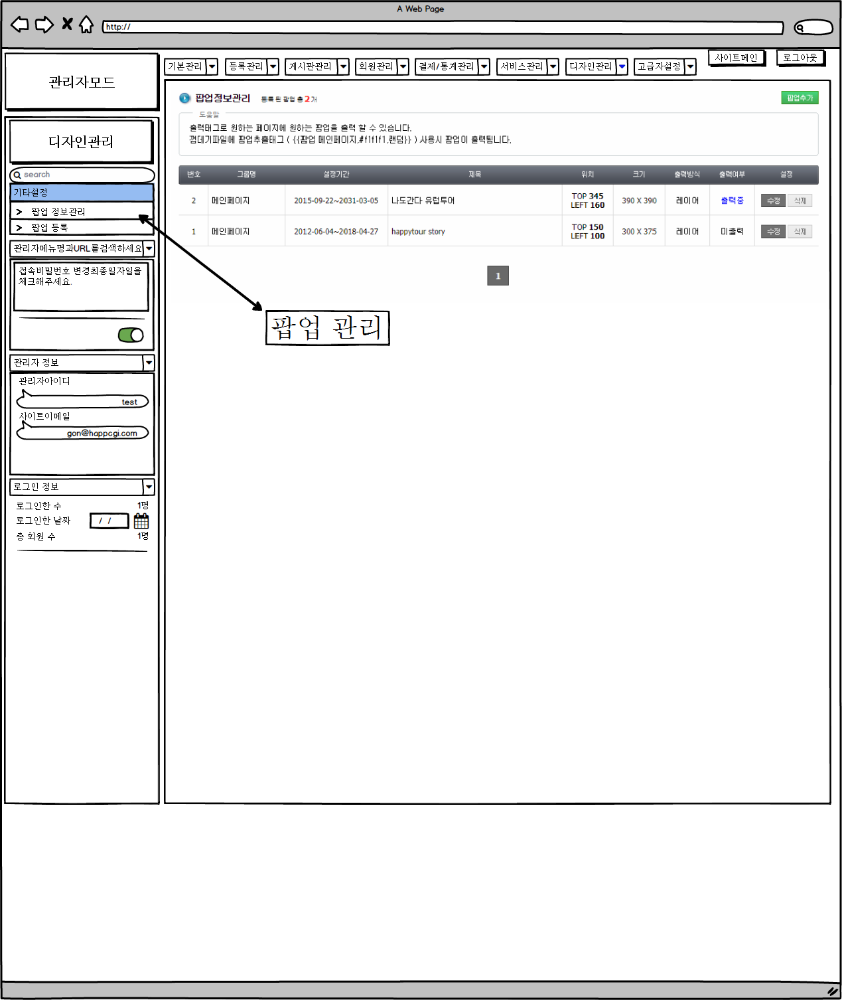 A Web Page
http://
관리자모드
기본관리
등록관리
게시판관리
회원관리
결제/통계관리
서비스관리
디자인관리
고급자설정
사이트메인
로그아웃
디자인관리
search
기타설정
> 팝업 정보관리
> 팝업 등록
관리자메뉴명과URL를검색하세요
접속비밀번호 변경최종일자일을
체크해주세요.
관리자 정보
관리자아이디
test
사이트이메일
gon@happcgi.com
로그인 정보
로그인한 수 1명
로그인한 날짜 / /
총 회원 수 1명
팝업정보관리 등록 된 팝업 총 2 개
팝업추가
도움말
출력태그로 원하는 페이지에 원하는 팝업을 출력 할 수 있습니다.
껍데기파일에 팝업추출태그 ( {{팝업 메인페이지,#f1f1f1,랜덤}} ) 사용시 팝업이 출력됩니다.
번호 그룹명 설정기간 제목 위치 크기 출력방식 출력여부 설정
2 메인페이지 2015-09-22~2031-03-05 나도간다 유럽투어 TOP 345 LEFT 160 390 X 390 레이어 출력중 수정 삭제
1 메인페이지 2012-06-04~2018-04-27 happytour story TOP 150 LEFT 100 300 X 375 레이어 미출력 수정 삭제
1
팝업 관리